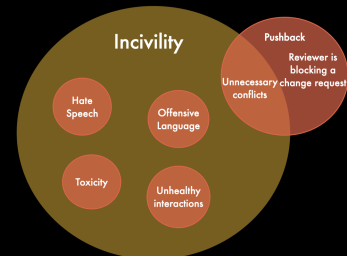 Incivility
Pushback
Reviewer is
blocking a
change request
Unnecessary
conflicts
Hate
Speech
Offensive
Language
Toxicity
Unhealthy
interactions